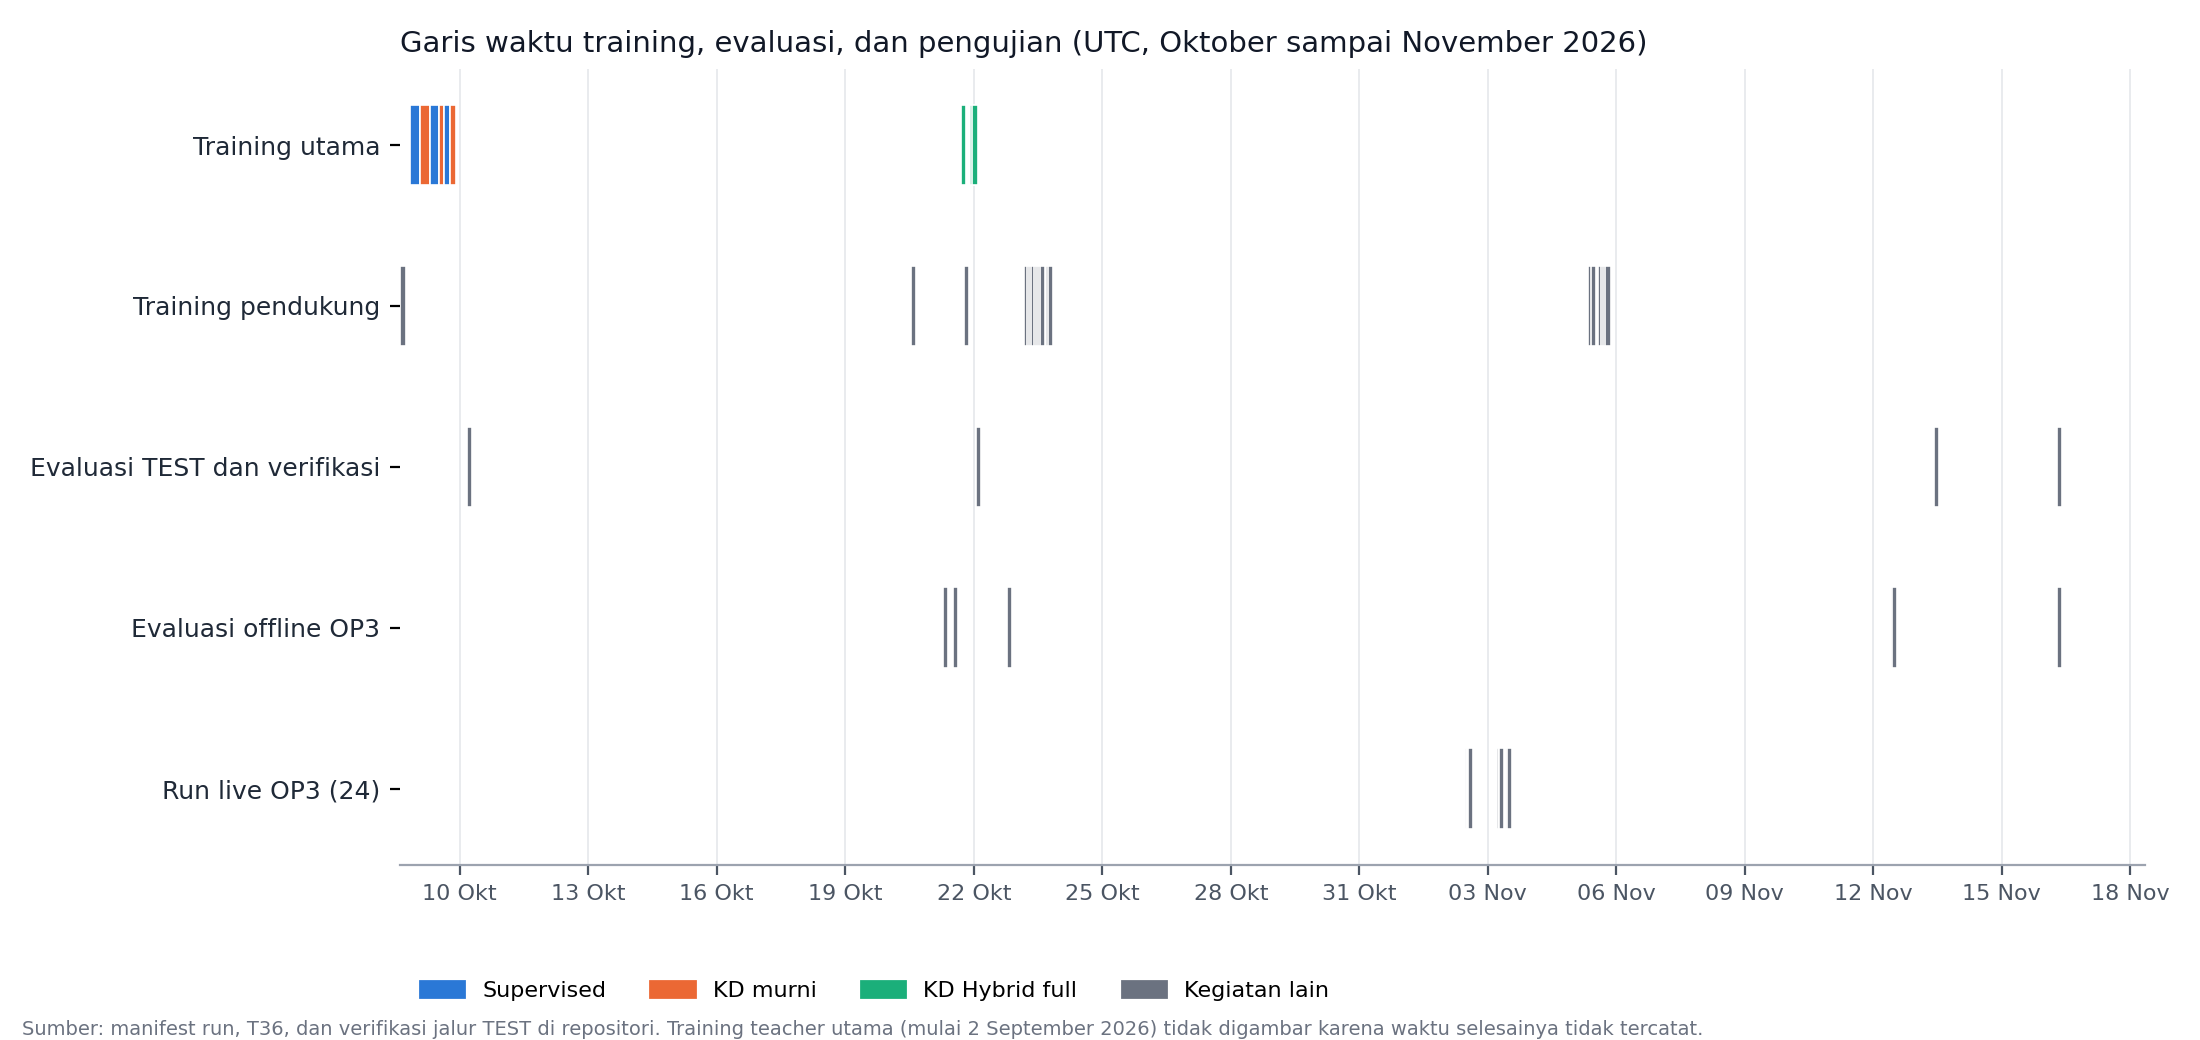 Garis waktu training, evaluasi, dan pengujian (UTC, Oktober sampai November 2026)
Training utama
Training pendukung
Evaluasi TEST dan verifikasi
Evaluasi offline OP3
Run live OP3 (24)
10 Okt 13 Okt 16 Okt 19 Okt 22 Okt 25 Okt 28 Okt 31 Okt 03 Nov 06 Nov 09 Nov 12 Nov 15 Nov 18 Nov
Supervised KD murni KD Hybrid full Kegiatan lain
Sumber: manifest run, T36, dan verifikasi jalur TEST di repositori. Training teacher utama (mulai 2 September 2026) tidak digambar karena waktu selesainya tidak tercatat.